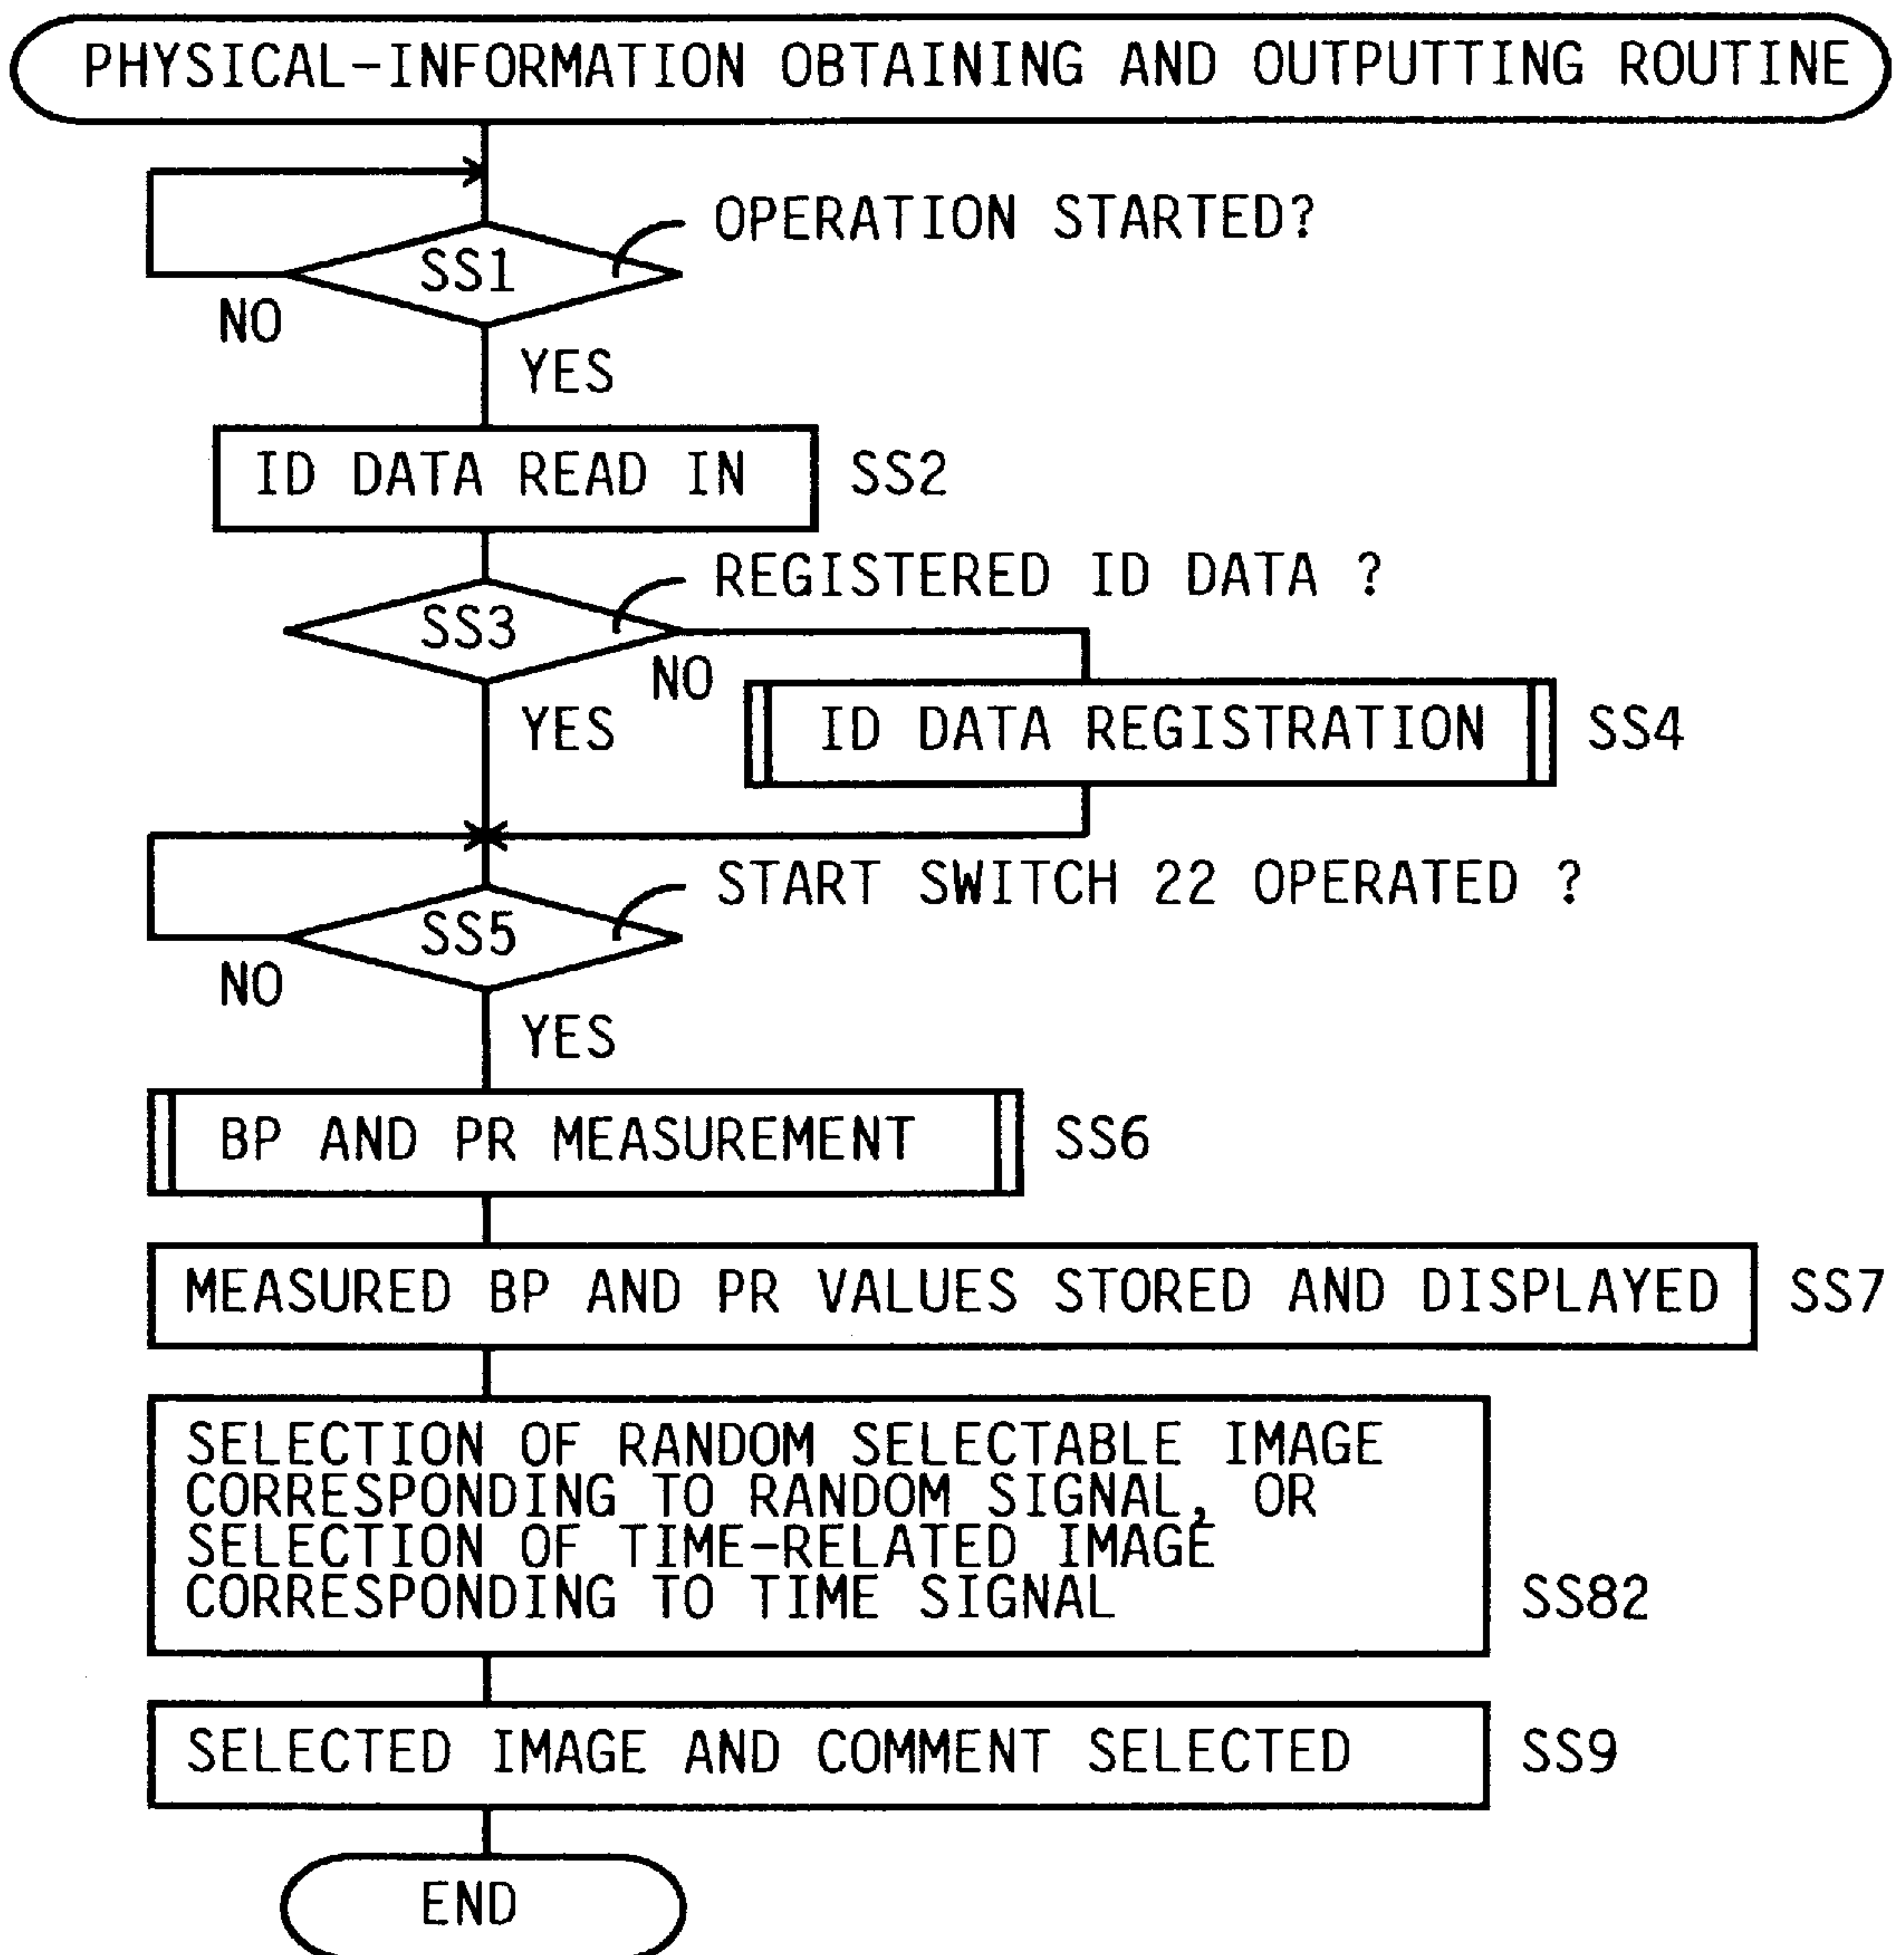 PHYSICAL-INFORMATION OBTAINING AND OUTPUTTING ROUTINE
OPERATION STARTED?
SS1
NO
YES
ID DATA READ IN
SS2
REGISTERED ID DATA ?
SS3
NO
YES
ID DATA REGISTRATION
SS4
START SWITCH 22 OPERATED ?
SS5
NO
YES
BP AND PR MEASUREMENT
SS6
MEASURED BP AND PR VALUES STORED AND DISPLAYED
SS7
SELECTION OF RANDOM SELECTABLE IMAGE
CORRESPONDING TO RANDOM SIGNAL, OR
SELECTION OF TIME-RELATED IMAGE
CORRESPONDING TO TIME SIGNAL
SS82
SELECTED IMAGE AND COMMENT SELECTED
SS9
END